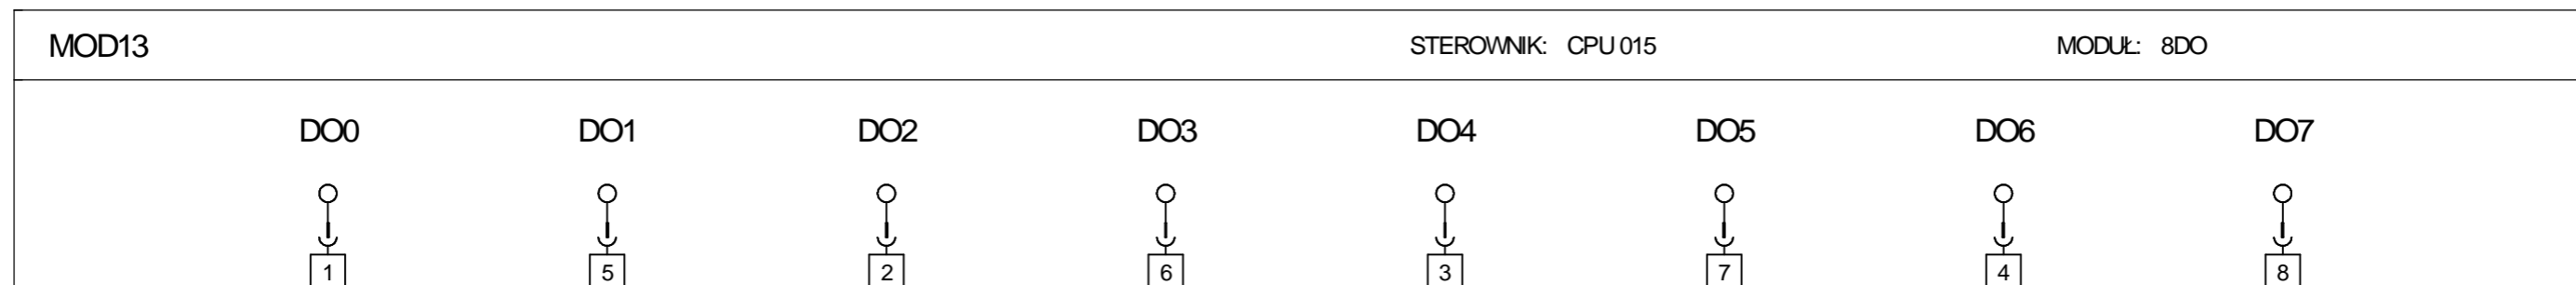 MOD13 STEROWNIK: CPU 015 MODUŁ: 8DO
DO0 DO1 DO2 DO3 DO4 DO5 DO6 DO7
1 5 2 6 3 7 4 8